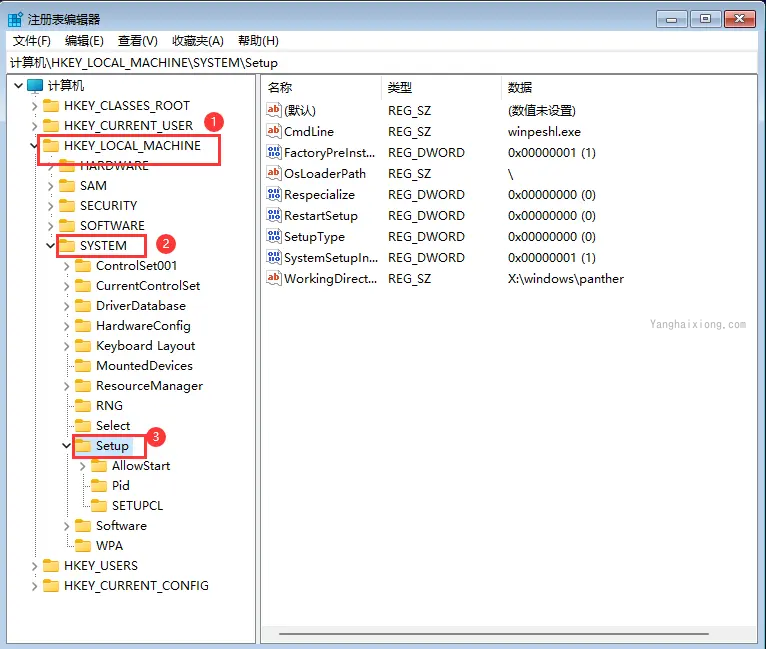 注册表编辑器
文件(F) 编辑(E) 查看(V) 收藏夹(A) 帮助(H)
计算机\HKEY_LOCAL_MACHINE\SYSTEM\Setup
计算机
HKEY_CLASSES_ROOT
HKEY_CURRENT_USER 1
HKEY_LOCAL_MACHINE
HARDWARE
SAM
SECURITY
SOFTWARE
SYSTEM 2
ControlSet001
CurrentControlSet
DriverDatabase
HardwareConfig
Keyboard Layout
MountedDevices
ResourceManager
RNG
Select
Setup 3
AllowStart
Pid
SETUPCL
Software
WPA
HKEY_USERS
HKEY_CURRENT_CONFIG
名称 类型 数据
ab (默认) REG_SZ (数值未设置)
ab CmdLine REG_SZ winpeshl.exe
FactoryPreInst... REG_DWORD 0x00000001 (1)
ab OsLoaderPath REG_SZ \
Respecialize REG_DWORD 0x00000000 (0)
RestartSetup REG_DWORD 0x00000000 (0)
SetupType REG_DWORD 0x00000000 (0)
SystemSetupIn... REG_DWORD 0x00000001 (1)
ab WorkingDirect... REG_SZ X:\windows\panther
Yanghaixiong.com